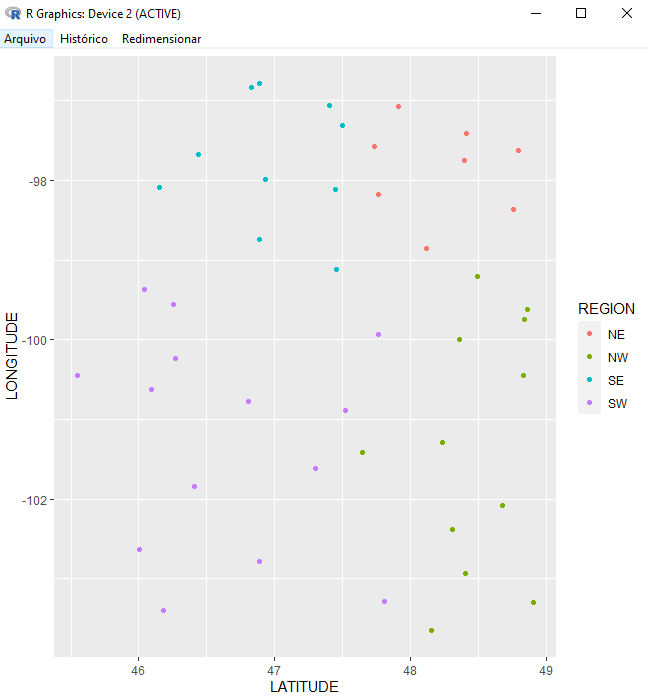 R Graphics: Device 2 (ACTIVE)
Arquivo Histórico Redimensionar
-98
-100
-102
LONGITUDE
46 47 48 49
LATITUDE
REGION
NE
NW
SE
SW